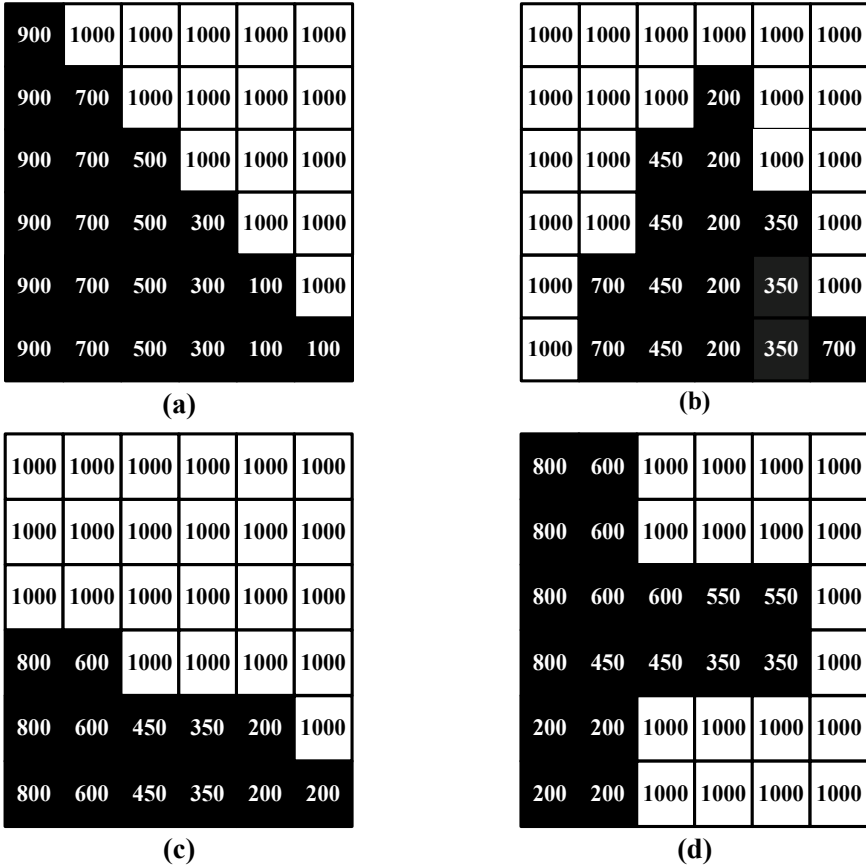 900 1000 1000 1000 1000 1000
900 700 1000 1000 1000 1000
900 700 500 1000 1000 1000
900 700 500 300 1000 1000
900 700 500 300 100 1000
900 700 500 300 100 100
(a)
1000 1000 1000 1000 1000 1000
1000 1000 1000 200 1000 1000
1000 1000 450 200 1000 1000
1000 1000 450 200 350 1000
1000 700 450 200 350 1000
1000 700 450 200 350 700
(b)
1000 1000 1000 1000 1000 1000
1000 1000 1000 1000 1000 1000
1000 1000 1000 1000 1000 1000
800 600 1000 1000 1000 1000
800 600 450 350 200 1000
800 600 450 350 200 200
(c)
800 600 1000 1000 1000 1000
800 600 1000 1000 1000 1000
800 600 600 550 550 1000
800 450 450 350 350 1000
200 200 1000 1000 1000 1000
200 200 1000 1000 1000 1000
(d)